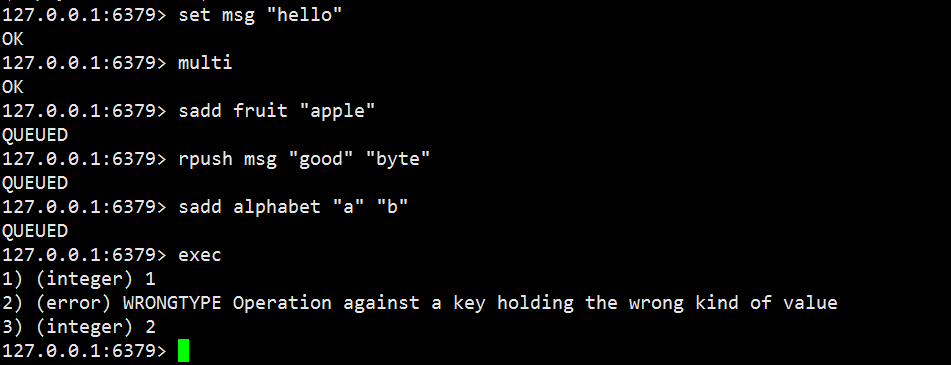 127.0.0.1:6379> set msg "hello"
OK
127.0.0.1:6379> multi
OK
127.0.0.1:6379> sadd fruit "apple"
QUEUED
127.0.0.1:6379> rpush msg "good" "byte"
QUEUED
127.0.0.1:6379> sadd alphabet "a" "b"
QUEUED
127.0.0.1:6379> exec
1) (integer) 1
2) (error) WRONGTYPE Operation against a key holding the wrong kind of value
3) (integer) 2
127.0.0.1:6379>